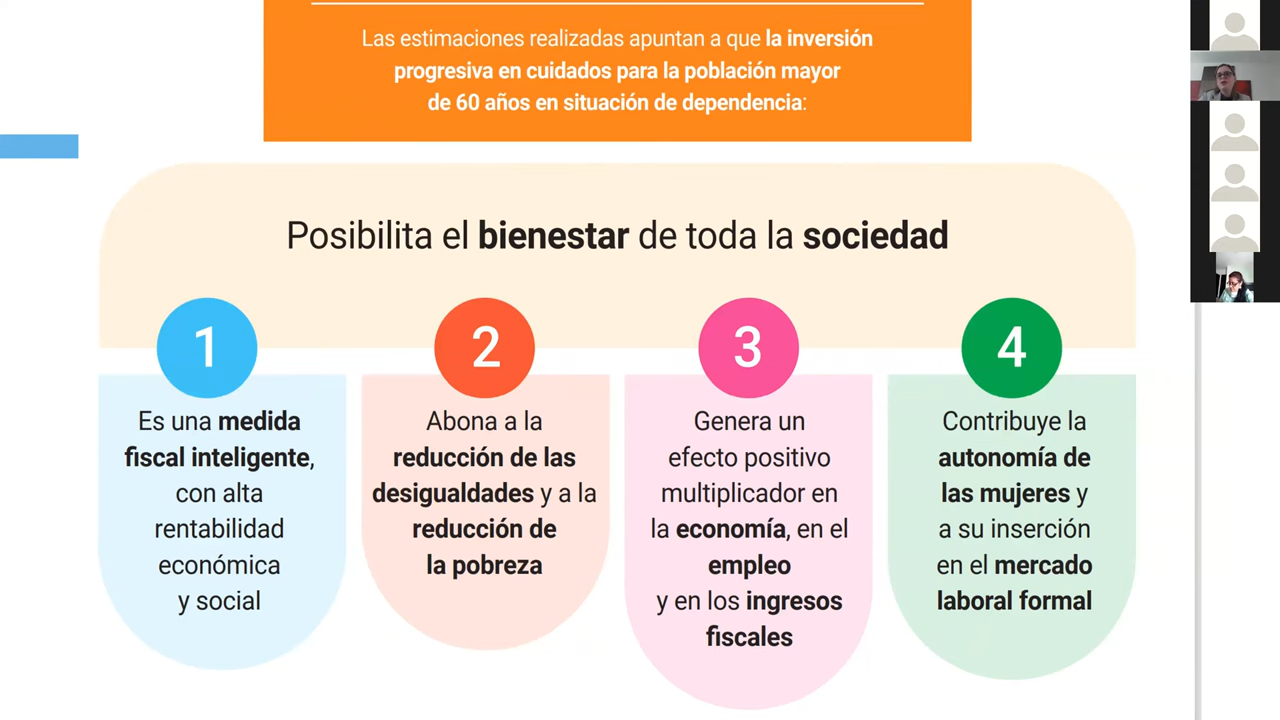 Las estimaciones realizadas apuntan a que la inversión
progresiva en cuidados para la población mayor
de 60 años en situación de dependencia:
Posibilita el bienestar de toda la sociedad
1
Es una medida
fiscal inteligente,
con alta
rentabilidad
económica
y social
2
Abona a la
reducción de las
desigualdades y a la
reducción de
la pobreza
3
Genera un
efecto positivo
multiplicador en
la economía, en el
empleo
y en los ingresos
fiscales
4
Contribuye la
autonomía de
las mujeres y
a su inserción
en el mercado
laboral formal